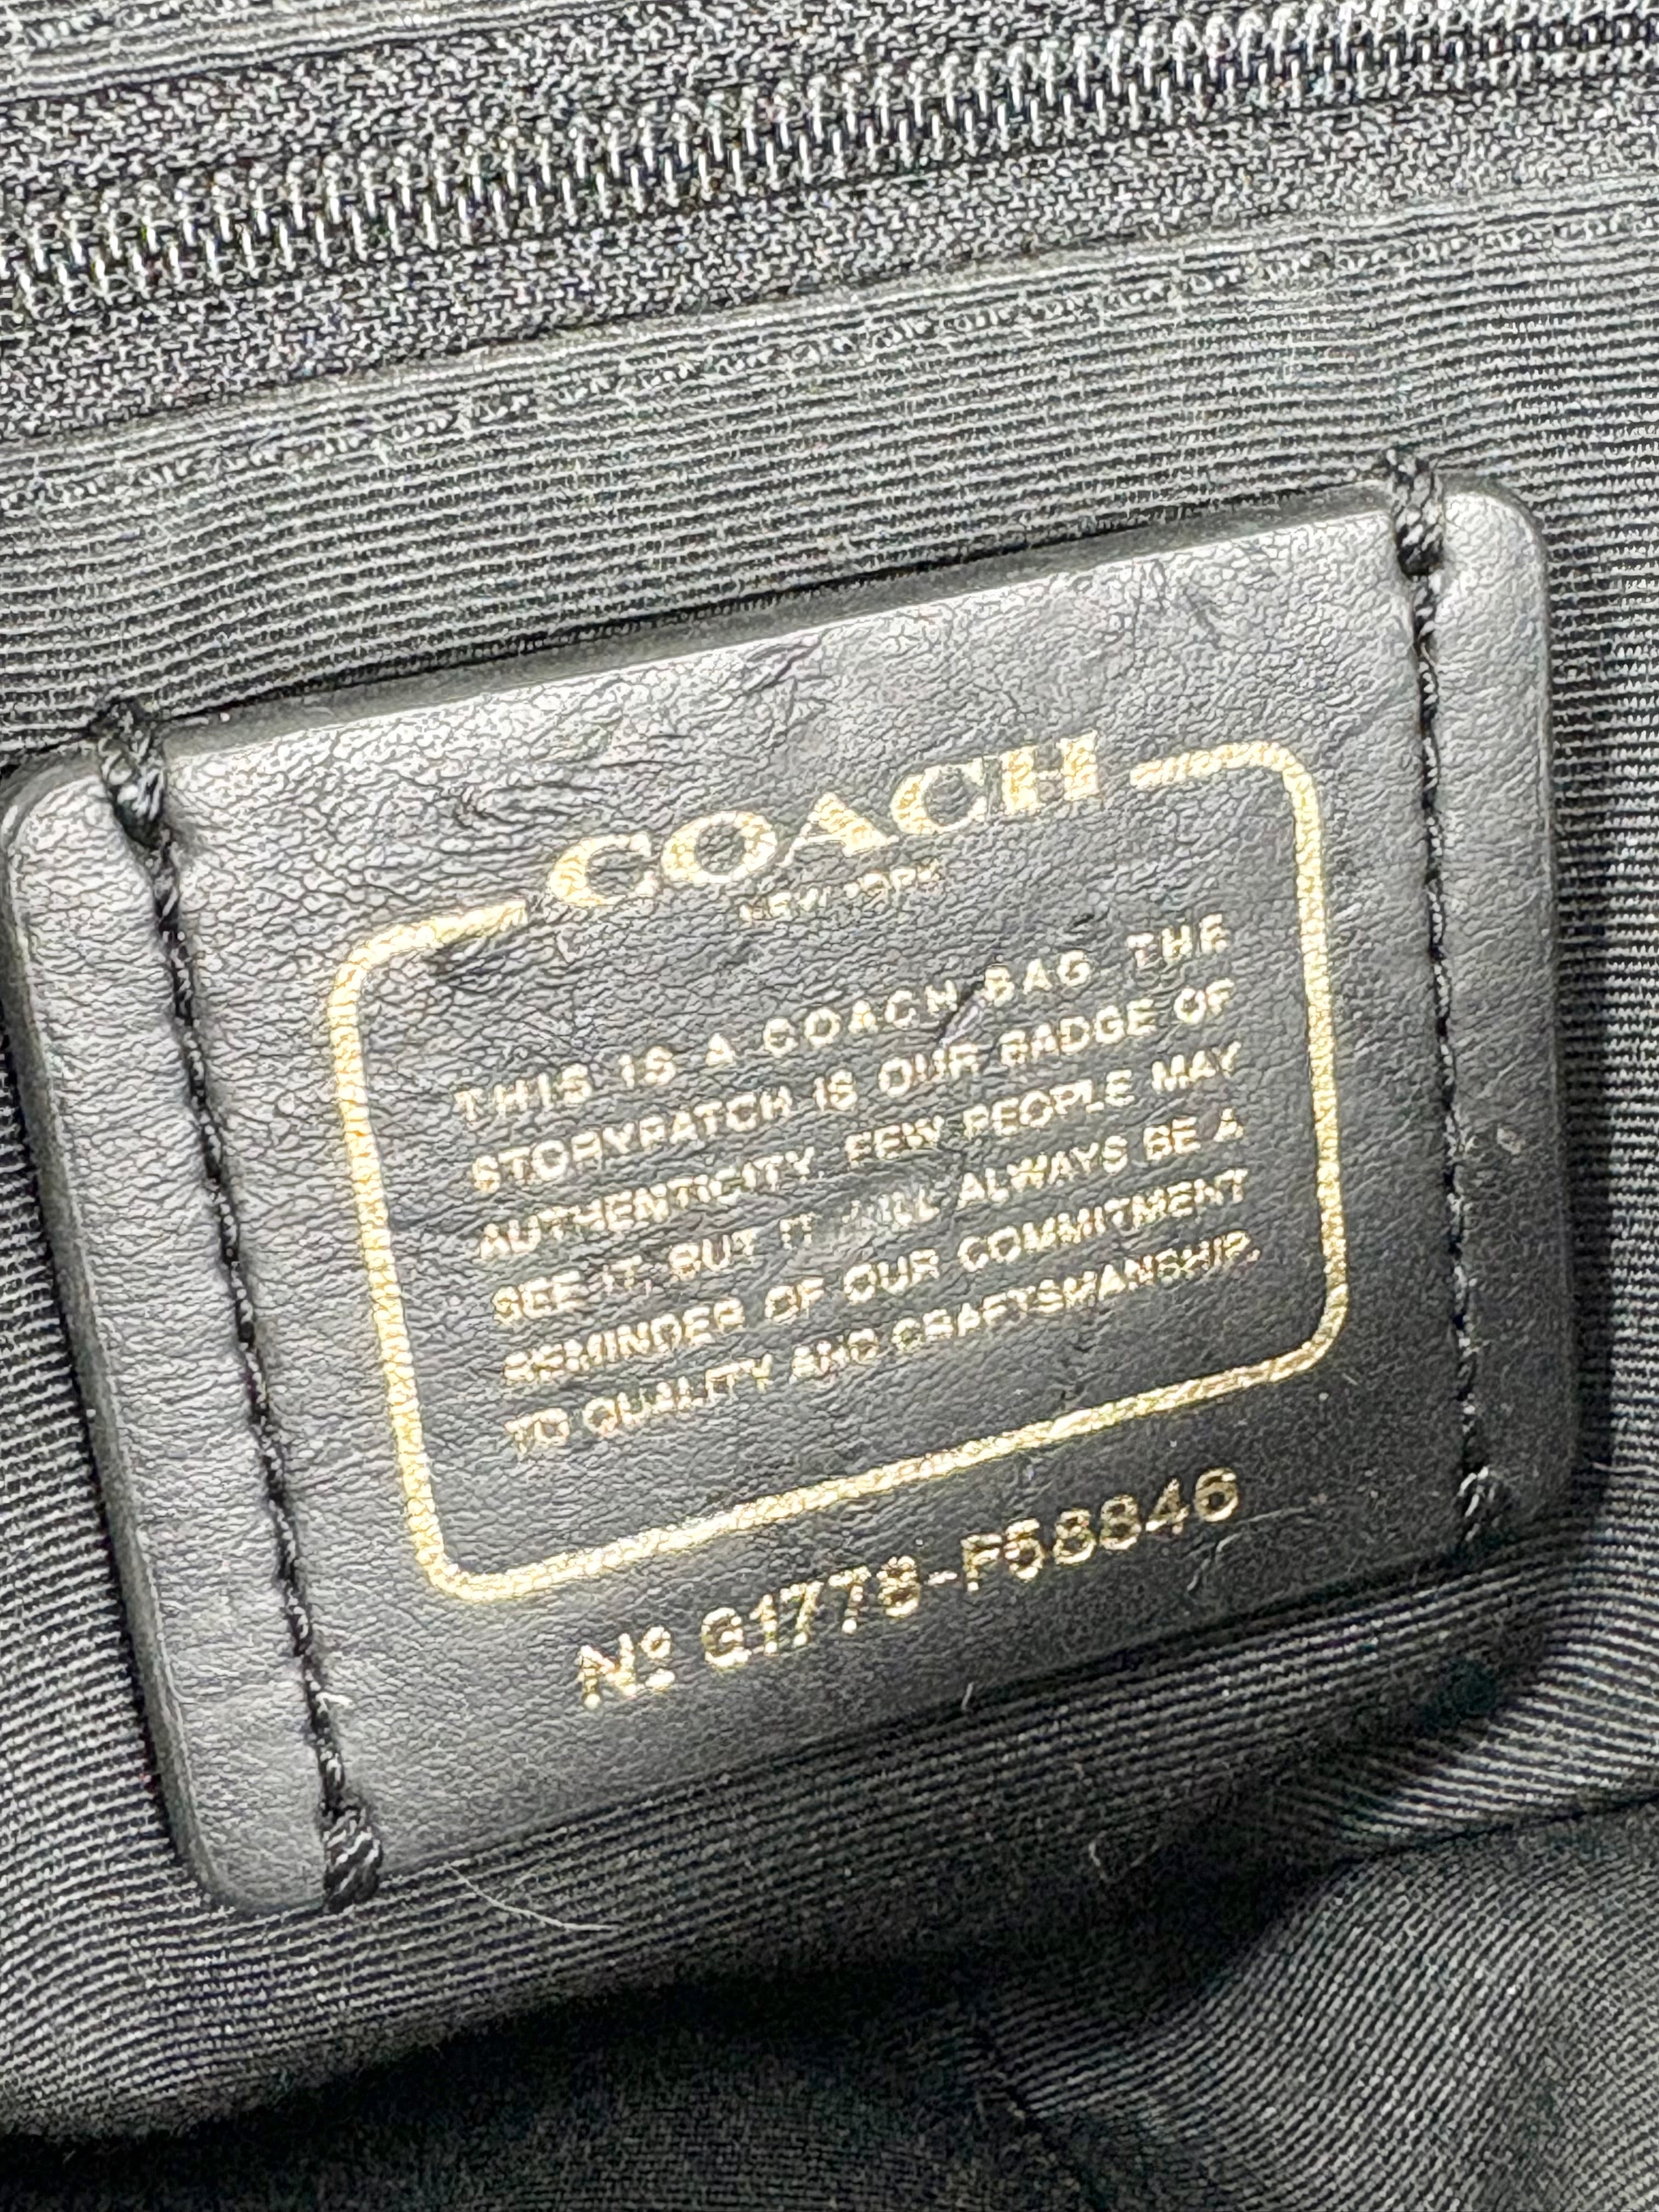 COACH
NEW YORK
THIS IS A COACH BAG THE
STORYPATCH IS OUR BADGE OF
AUTHENTICITY. FEW PEOPLE MAY
SEE IT, BUT IT WILL ALWAYS BE A
REMINDER OF OUR COMMITMENT
TO QUALITY AND CRAFTSMANSHIP.
Nº G1778-F58846